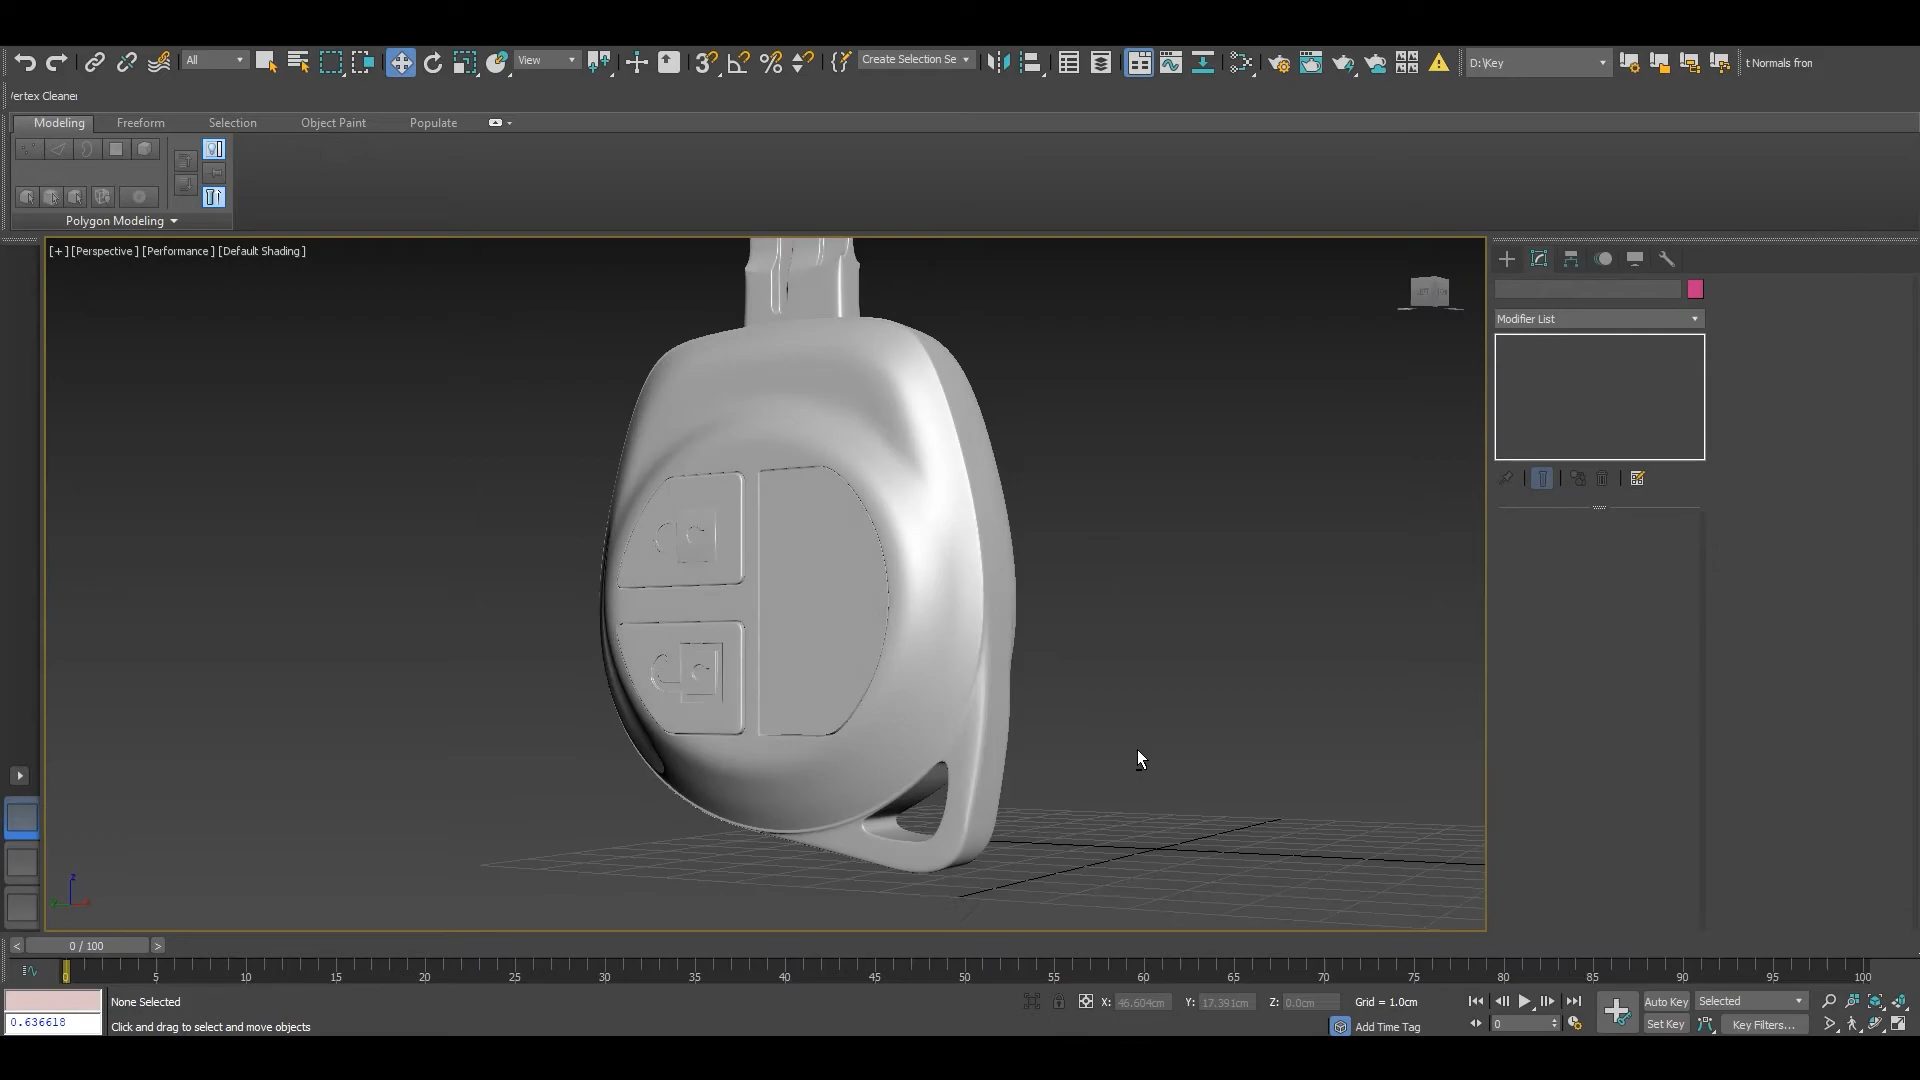 All
View
Create Selection Se
D:\Key
t Normals fron
Vertex Cleaner
Modeling
Freeform
Selection
Object Paint
Populate
Polygon Modeling
[+] [Perspective ] [Performance ] [Default Shading ]
Modifier List
0 / 100
0
5
10
15
20
25
30
35
40
45
50
55
60
65
70
75
80
85
90
95
100
None Selected
X: 46.604cm
Y: 17.391cm
Z: 0.0cm
Grid = 1.0cm
Auto Key
Selected
0.636618
Click and drag to select and move objects
Add Time Tag
0
Set Key
Key Filters...
z